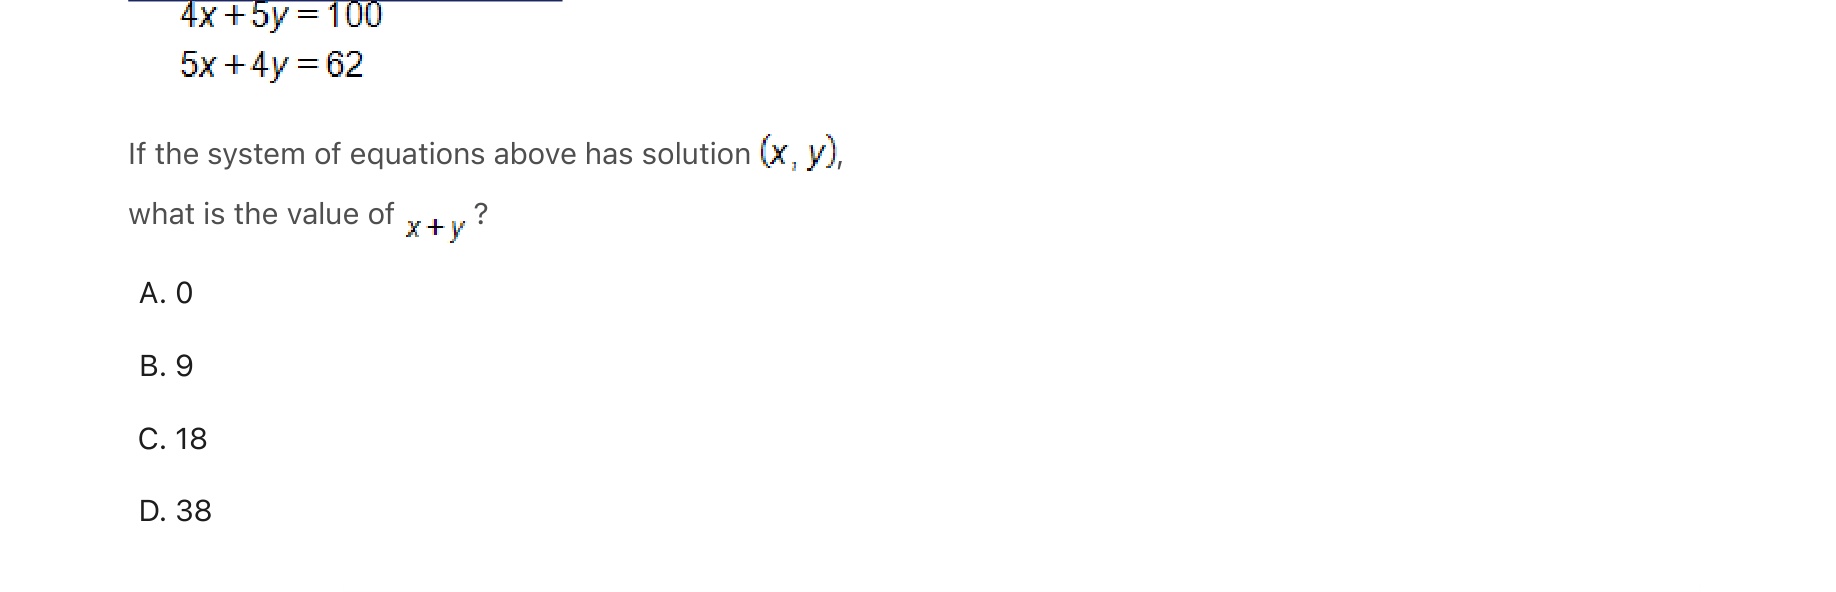 4x + 5y = 100
5x + 4y = 62
If the system of equations above has solution (x, y),
what is the value of x + y ?
A. 0
B. 9
C. 18
D. 38